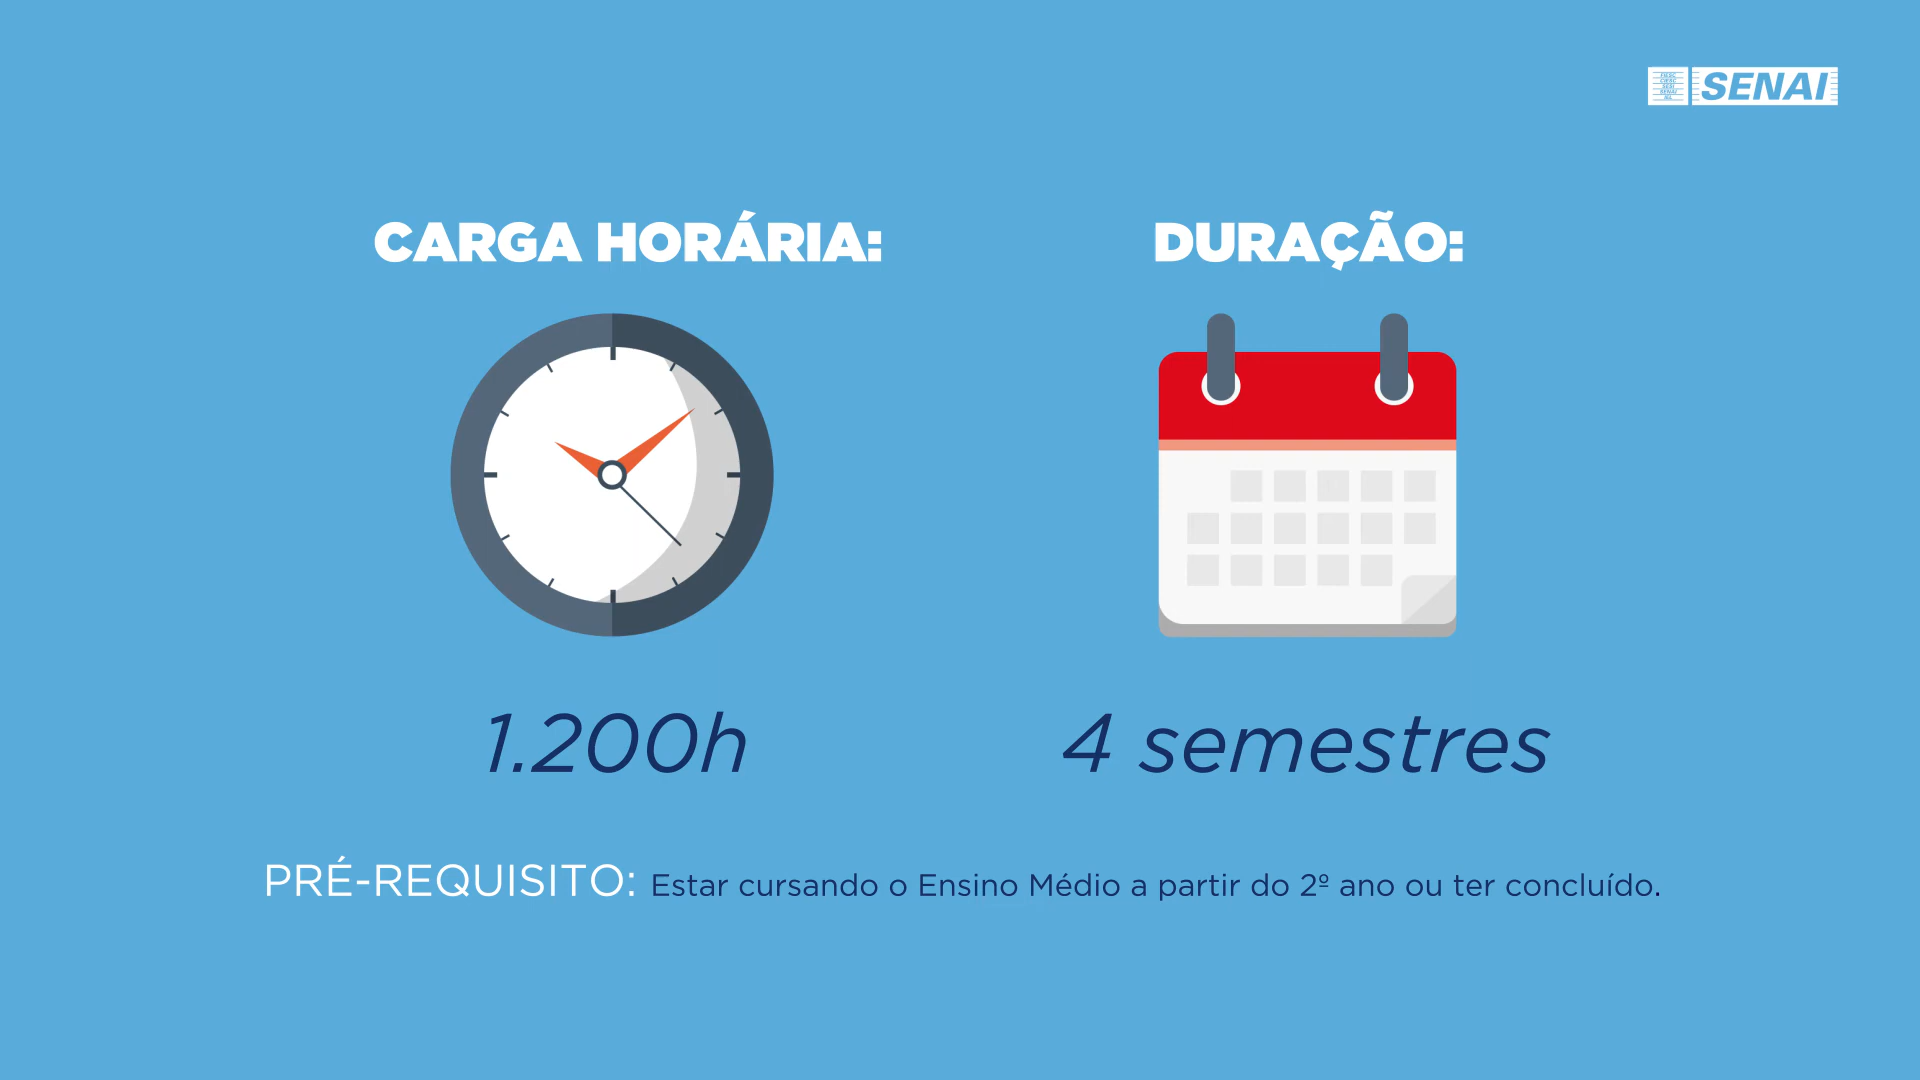 SENAI
CARGA HORÁRIA:
DURAÇÃO:
1.200h
4 semestres
PRÉ-REQUISITO: Estar cursando o Ensino Médio a partir do 2º ano ou ter concluído.